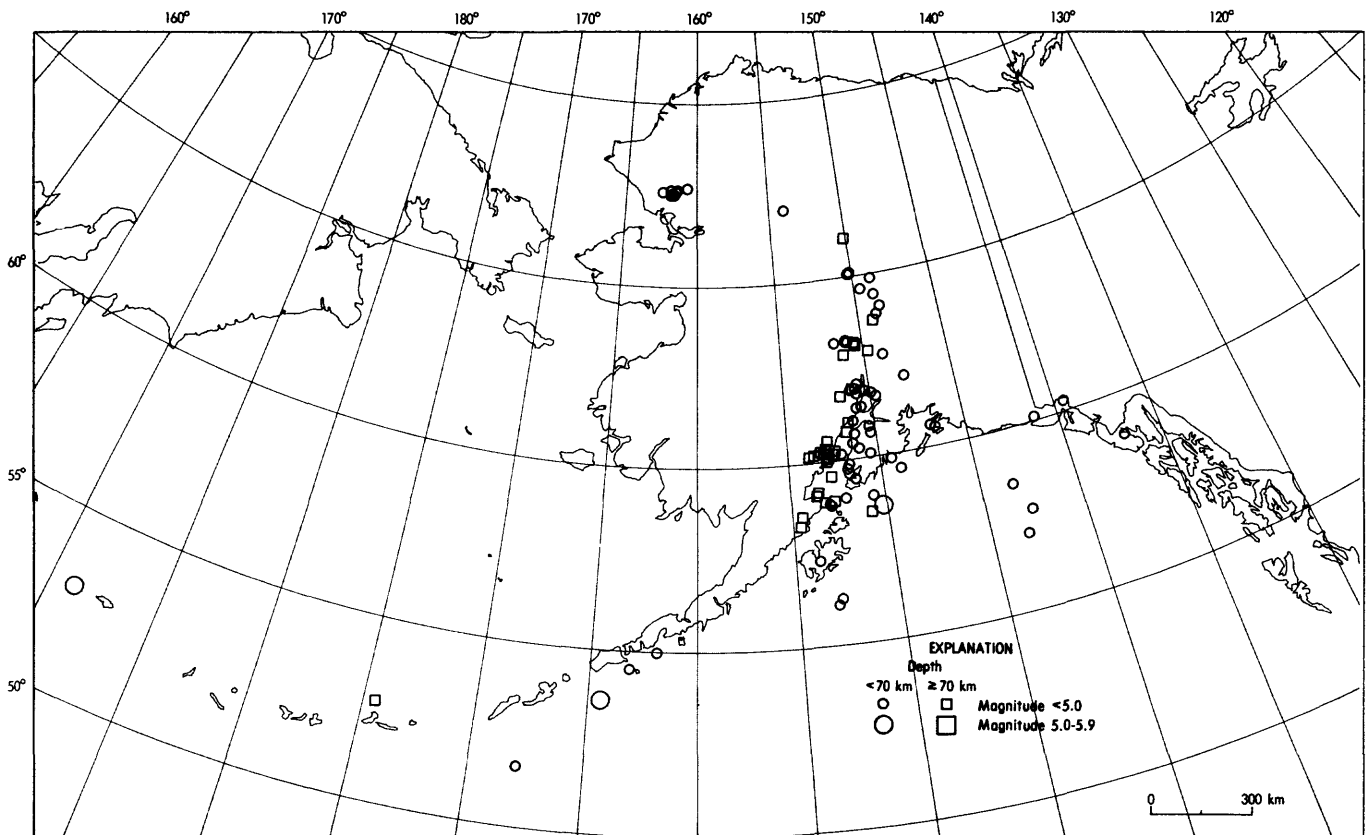 160° 170° 180° 170° 160° 150° 140° 130° 120°
60°
55°
50°
EXPLANATION
Depth
<70 km ≥70 km
Magnitude <5.0
Magnitude 5.0-5.9
0 300 km